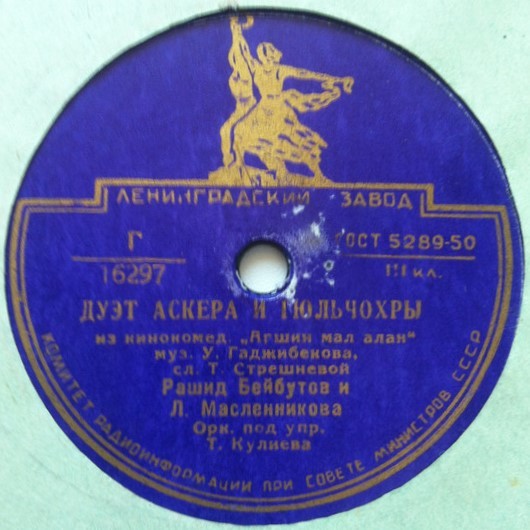 ЛЕНИНГРАДСКИЙ ЗАВОД
Г
16297
ГОСТ 5289-50
III кл.
ДУЭТ АСКЕРА И ГЮЛЬЧОХРЫ
из кинокомед. „Аршин мал алан“
муз. У. Гаджибекова,
сл. Т. Стрешневой
Рашид Бейбутов и
Л. Масленникова
Орк. под упр.
Т. Кулиева
КОМИТЕТ РАДИОИНФОРМАЦИИ ПРИ СОВЕТЕ МИНИСТРОВ СССР